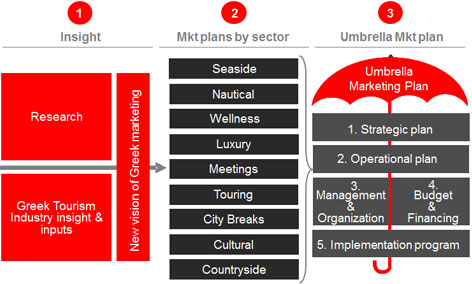 1
Insight
Research
Greek Tourism
Industry insight &
inputs
New vision of Greek marketing
2
Mkt plans by sector
Seaside
Nautical
Wellness
Luxury
Meetings
Touring
City Breaks
Cultural
Countryside
3
Umbrella Mkt plan
Umbrella
Marketing Plan
1. Strategic plan
2. Operational plan
3.
Management
&
Organization
4.
Budget
&
Financing
5. Implementation program